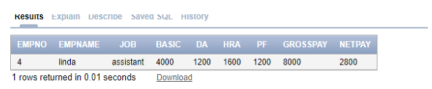 Results Explain Describe Saved SQL History
EMPNO EMPNAME JOB BASIC DA HRA PF GROSSPAY NETPAY
4 linda assistant 4000 1200 1600 1200 8000 2800
1 rows returned in 0.01 seconds Download